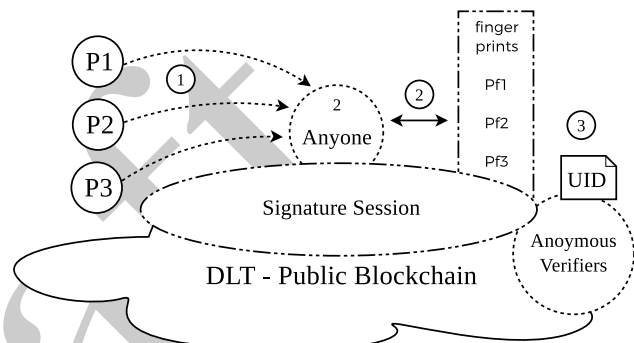 P1
P2
P3
1
2
Anyone
2
finger
prints
Pf1
Pf2
Pf3
3
UID
Signature Session
Anoymous
Verifiers
DLT - Public Blockchain